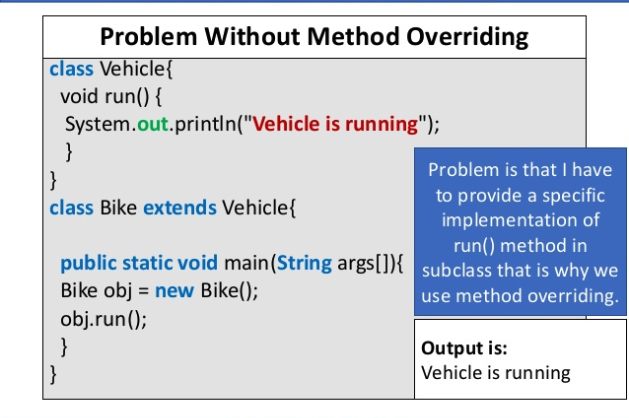 Problem Without Method Overriding
class Vehicle{
void run() {
System.out.println("Vehicle is running");
}
}
class Bike extends Vehicle{
public static void main(String args[]){
Bike obj = new Bike();
obj.run();
}
}
Problem is that I have
to provide a specific
implementation of
run() method in
subclass that is why we
use method overriding.
Output is:
Vehicle is running